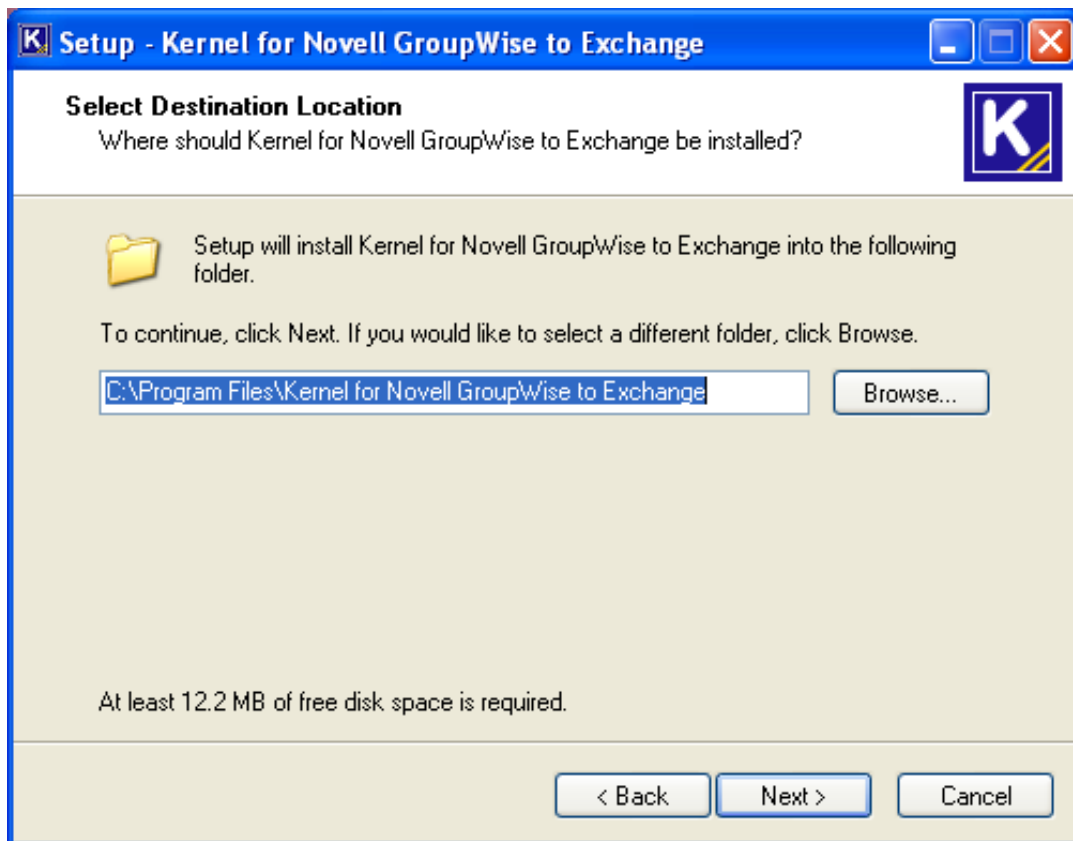 K Setup - Kernel for Novell GroupWise to Exchange
Select Destination Location
Where should Kernel for Novell GroupWise to Exchange be installed?
K
Setup will install Kernel for Novell GroupWise to Exchange into the following
folder.
To continue, click Next. If you would like to select a different folder, click Browse.
C:\Program Files\Kernel for Novell GroupWise to Exchange
Browse...
At least 12.2 MB of free disk space is required.
< Back
Next >
Cancel